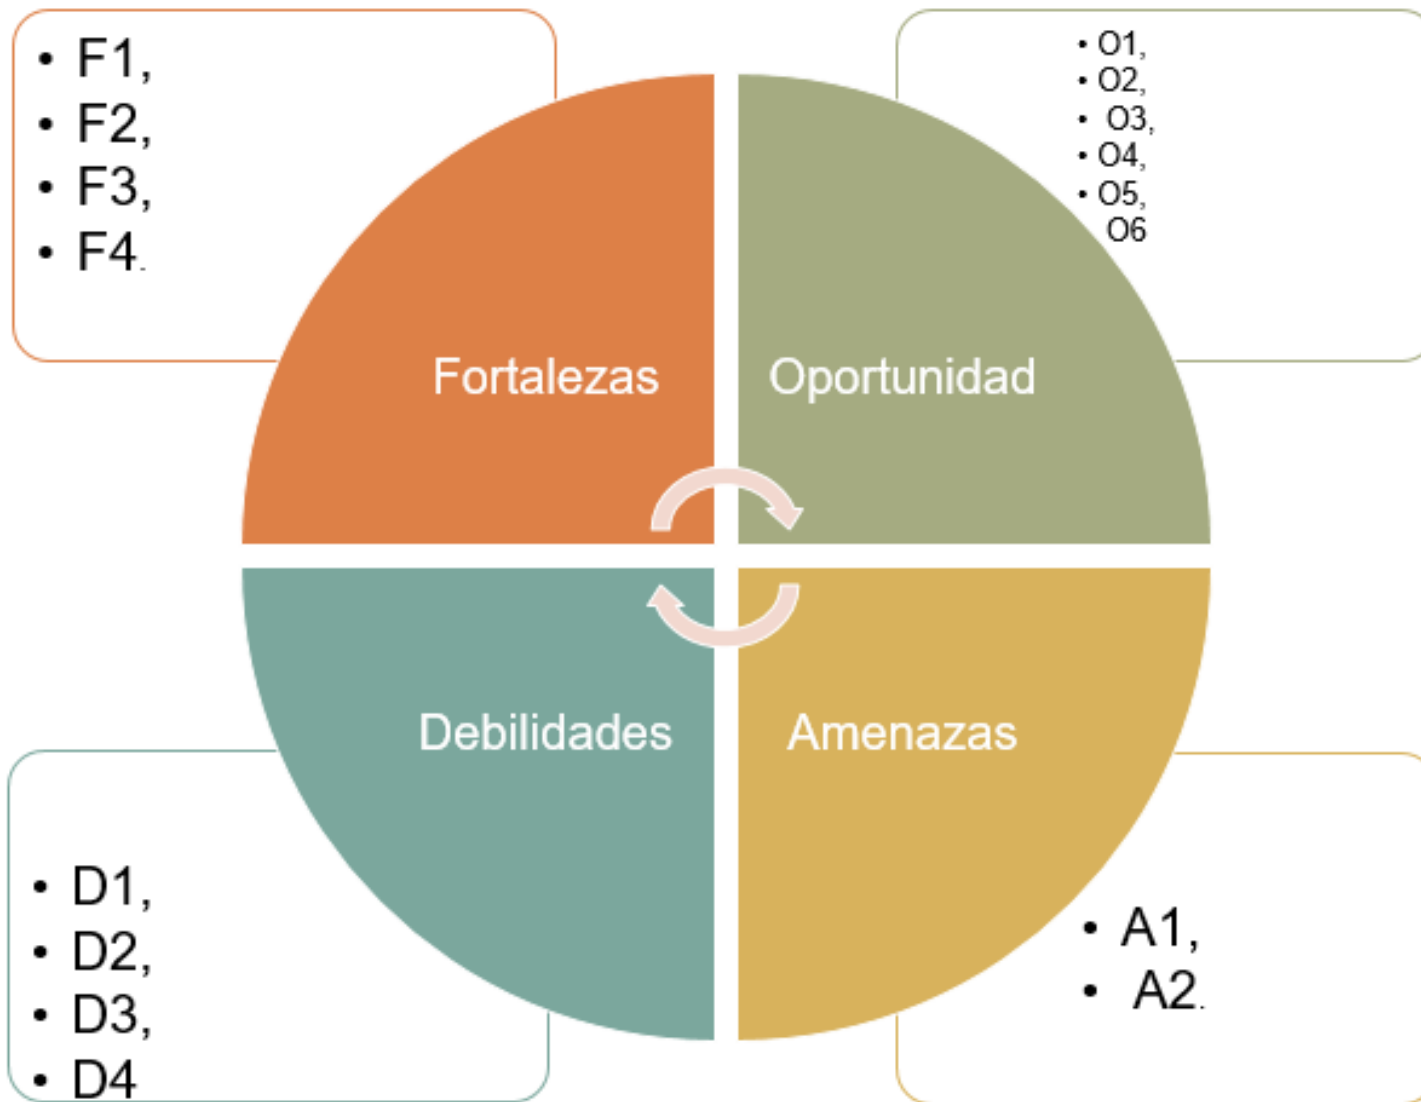 • F1,
• F2,
• F3,
• F4.
• O1,
• O2,
• O3,
• O4,
• O5,
O6
Fortalezas
Oportunidad
Debilidades
Amenazas
• D1,
• D2,
• D3,
• D4
• A1,
• A2.